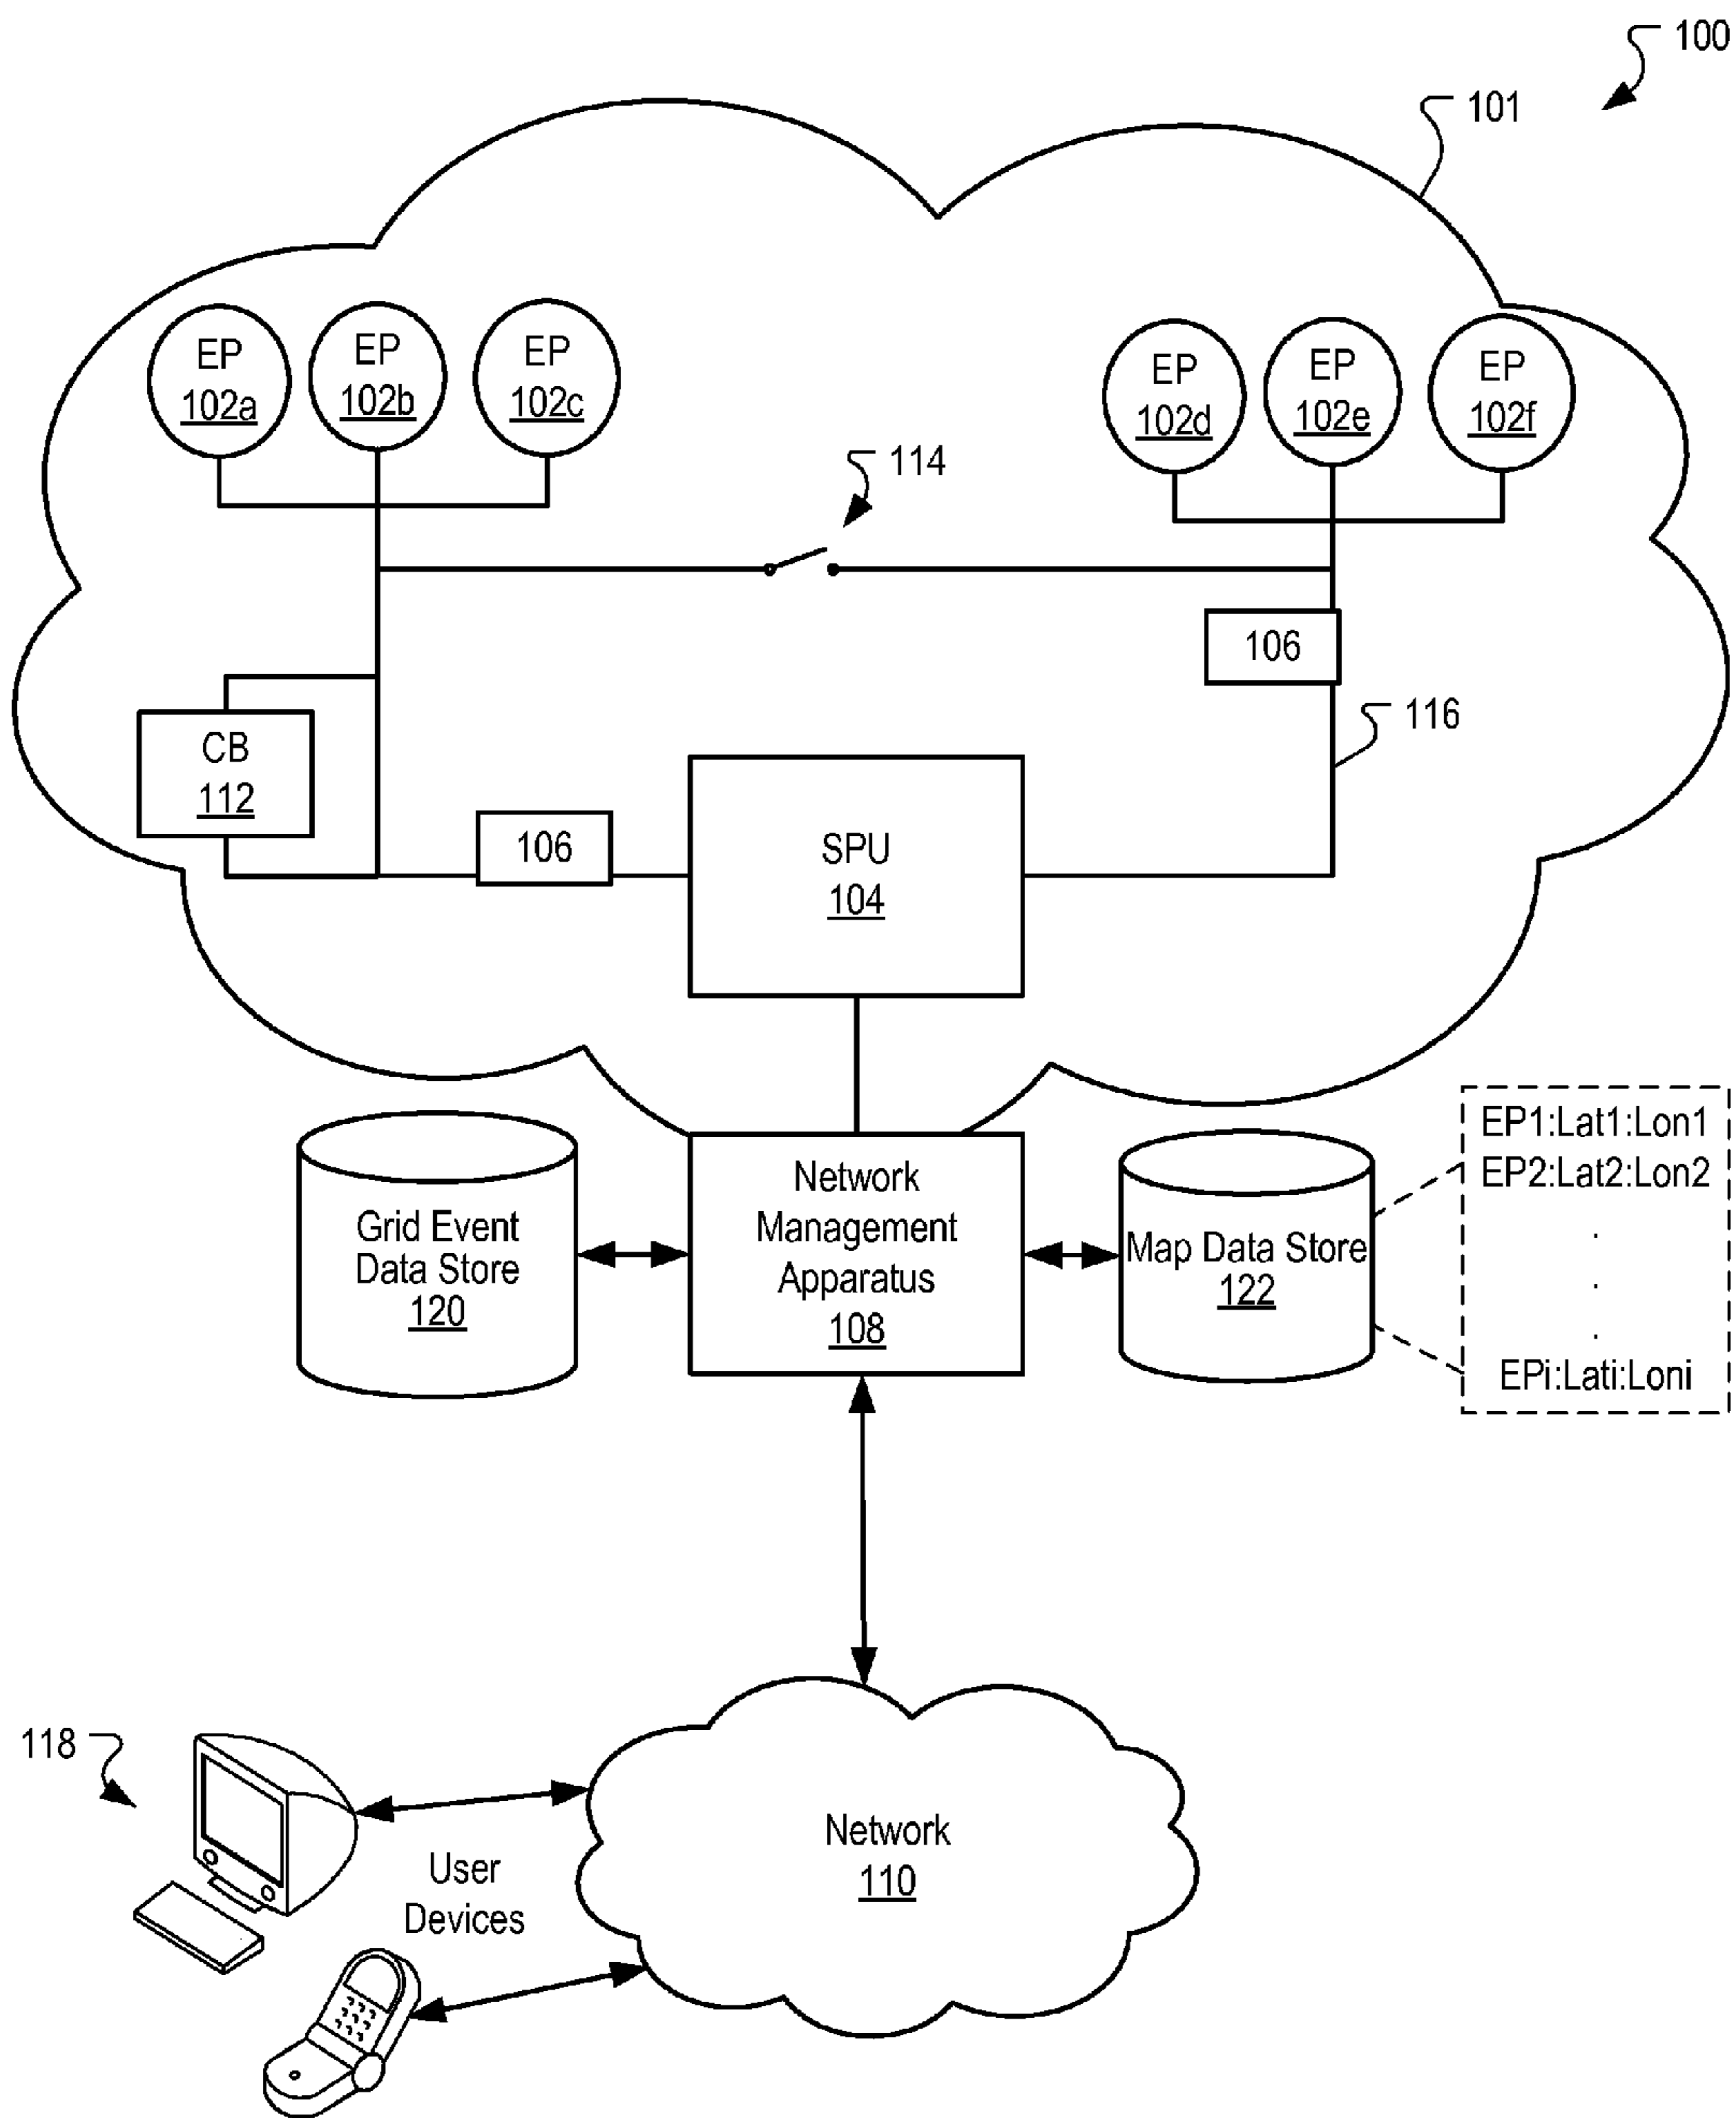 100
101
EP
102a
EP
102b
EP
102c
EP
102d
EP
102e
EP
102f
114
106
116
CB
112
106
SPU
104
EP1:Lat1:Lon1
EP2:Lat2:Lon2
.
.
.
EPi:Lati:Loni
Grid Event
Data Store
120
Network
Management
Apparatus
108
Map Data Store
122
118
User
Devices
Network
110